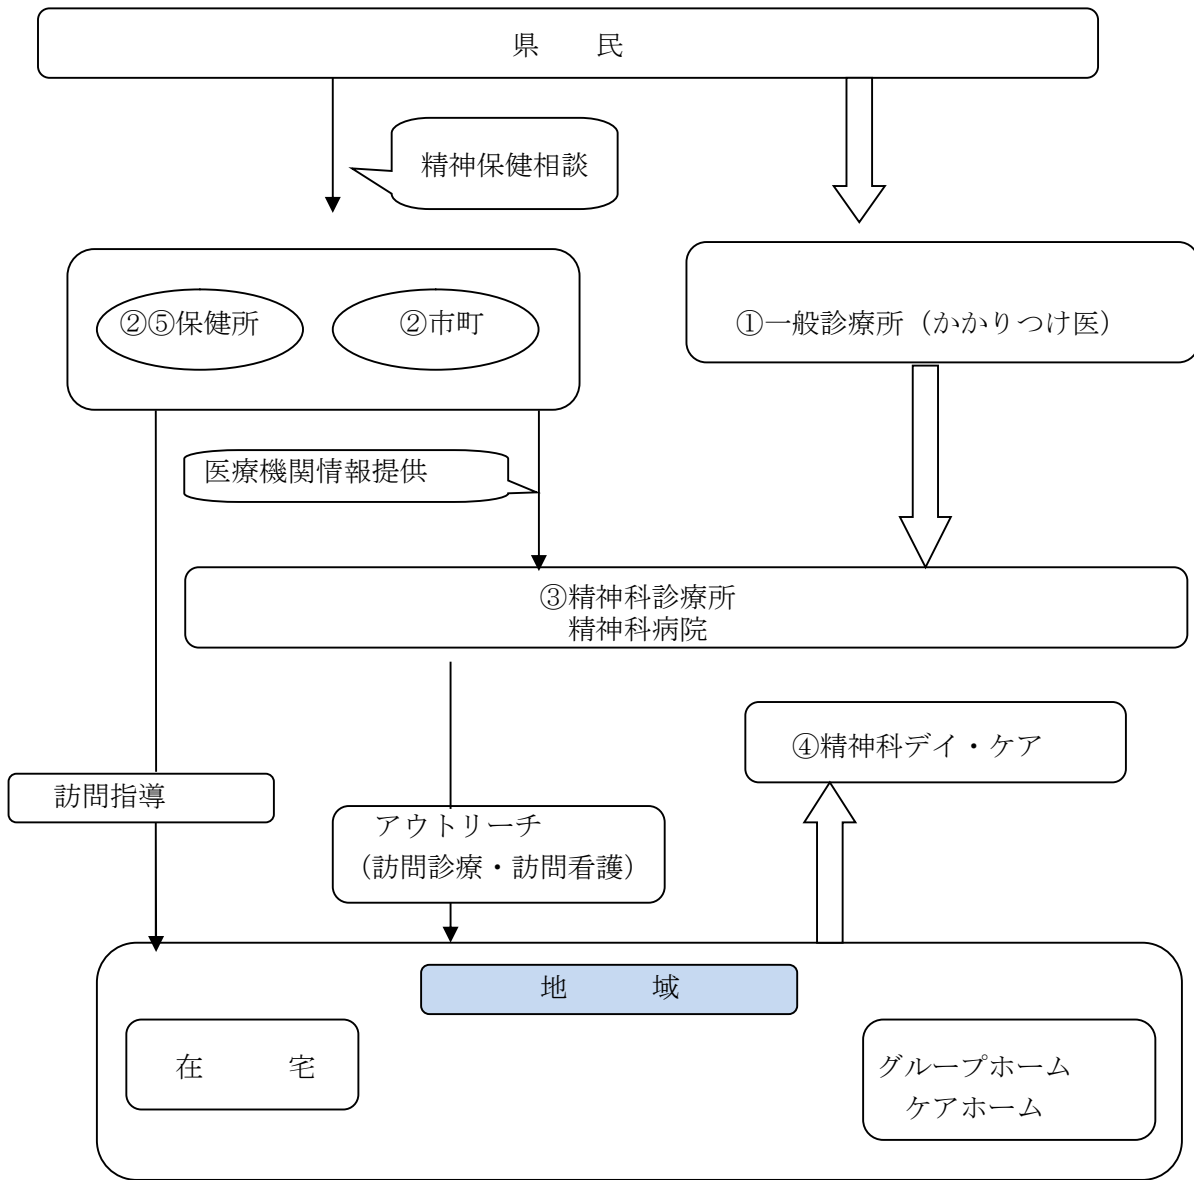 県　　民
精神保健相談
②⑤保健所
②市町
①一般診療所（かかりつけ医）
医療機関情報提供
③精神科診療所
精神科病院
④精神科デイ・ケア
訪問指導
アウトリーチ
（訪問診療・訪問看護）
地　　　域
在　　　宅
グループホーム
ケアホーム